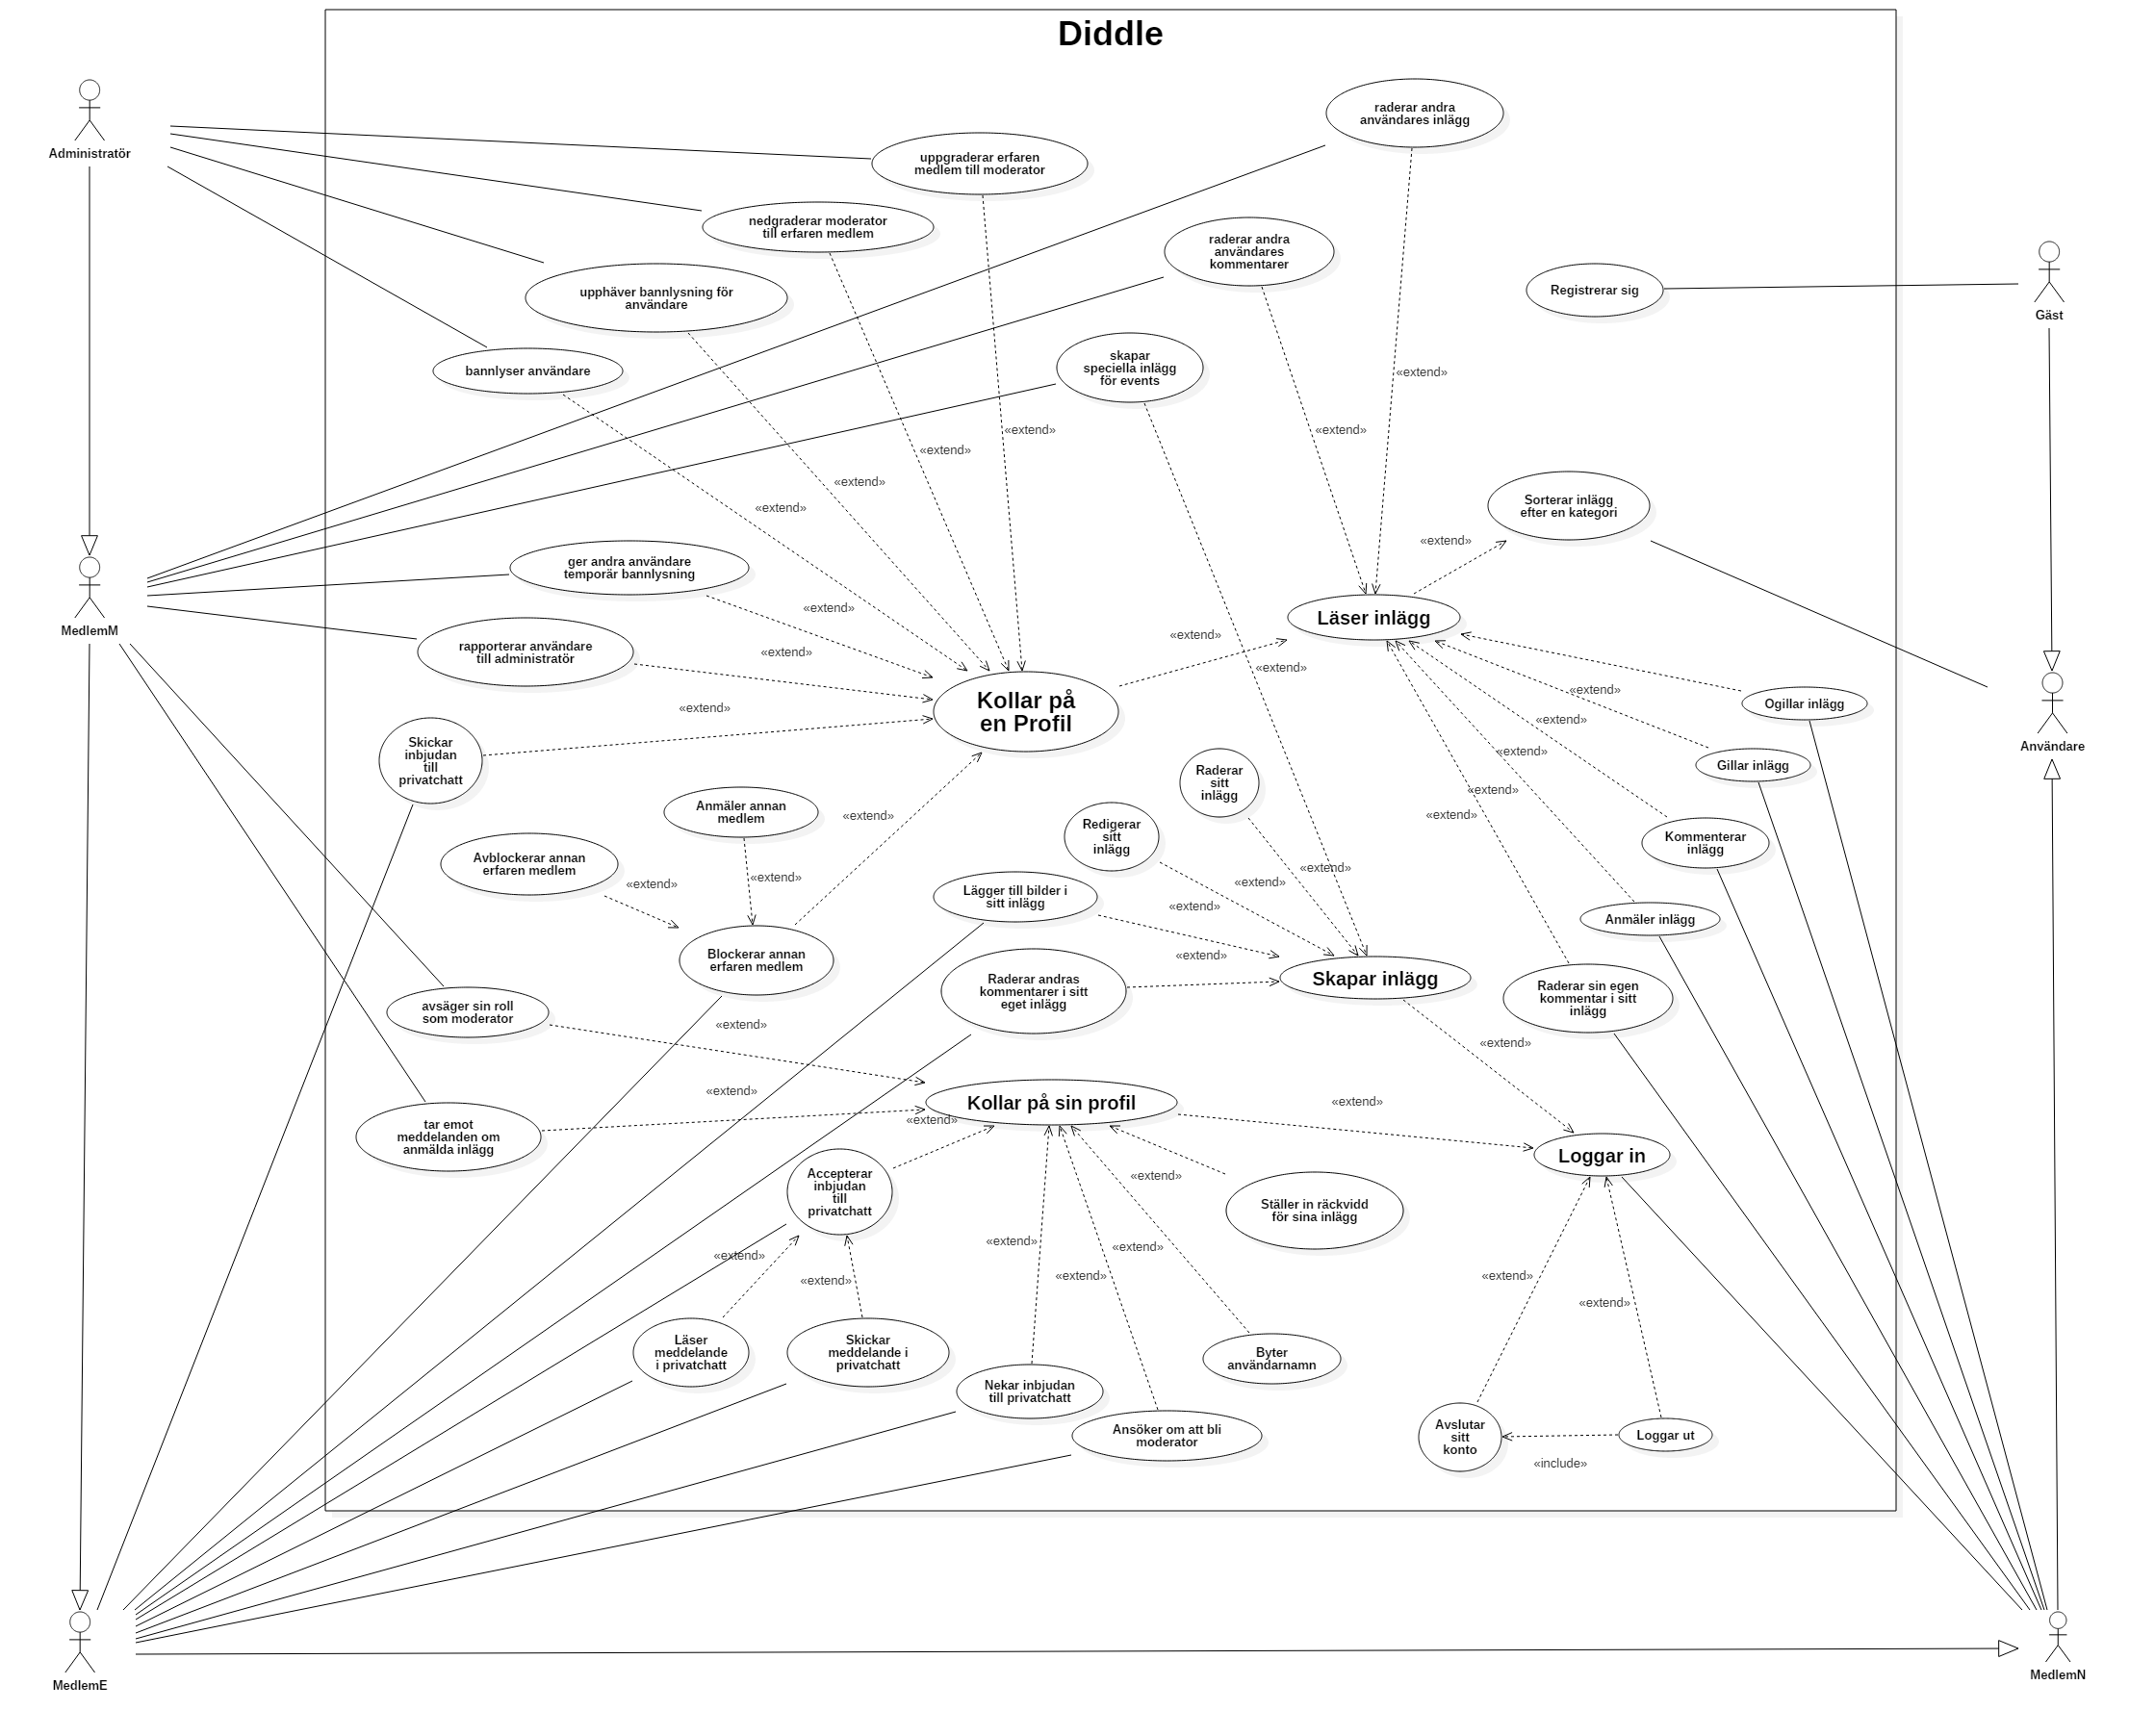 Diddle
Administratör
raderar andra
användares inlägg
uppgraderar erfaren
medlem till moderator
nedgraderar moderator
till erfaren medlem
raderar andra
användares
kommentarer
upphäver bannlysning för
användare
Registrerar sig
Gäst
bannlyser användare
skapar
speciella inlägg
för events
«extend»
«extend»
«extend»
«extend»
«extend»
«extend»
Sorterar inlägg
efter en kategori
«extend»
ger andra användare
temporär bannlysning
«extend»
MedlemM
Läser inlägg
rapporterar användare
till administratör
«extend»
«extend»
«extend»
«extend»
Kollar på
en Profil
«extend»
Ogillar inlägg
«extend»
Användare
Skickar
inbjudan
till
privatchatt
«extend»
Gillar inlägg
Raderar
sitt
inlägg
«extend»
Anmäler annan
medlem
«extend»
«extend»
Redigerar
sitt
inlägg
Kommenterar
inlägg
Avblockerar annan
erfaren medlem
«extend»
«extend»
«extend»
«extend»
Lägger till bilder i
sitt inlägg
«extend»
Anmäler inlägg
Blockerar annan
erfaren medlem
«extend»
Raderar andras
kommentarer i sitt
eget inlägg
Skapar inlägg
Raderar sin egen
kommentar i sitt
inlägg
avsäger sin roll
som moderator
«extend»
«extend»
«extend»
Kollar på sin profil
«extend»
«extend»
tar emot
meddelanden om
anmälda inlägg
Loggar in
Accepterar
inbjudan
till
privatchatt
«extend»
Ställer in räckvidd
för sina inlägg
«extend»
«extend»
«extend»
«extend»
«extend»
«extend»
«extend»
Läser
meddelande
i privatchatt
Skickar
meddelande i
privatchatt
Byter
användarnamn
Nekar inbjudan
till privatchatt
Ansöker om att bli
moderator
Avslutar
sitt
konto
Loggar ut
«include»
MedlemE
MedlemN